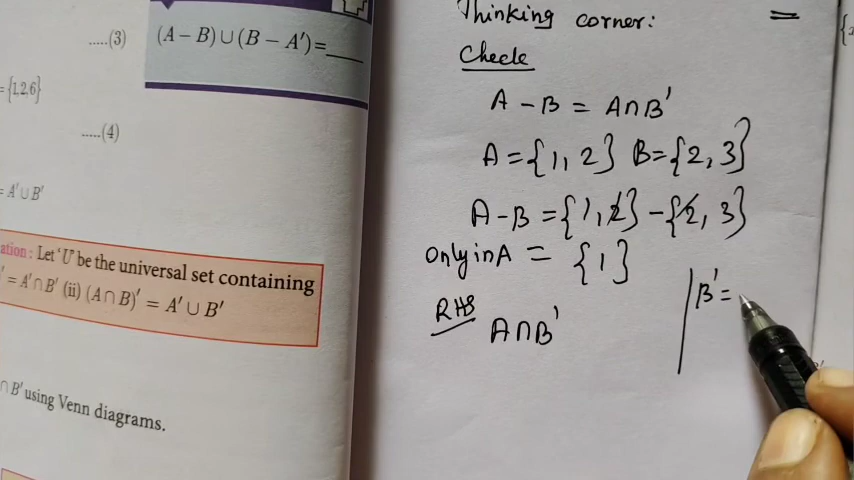 .....(3)
(A – B) ∪ (B – A′) = ___
= {1,2,6}
.....(4)
= A′ ∪ B′
ation : Let ‘U’ be the universal set containing
′ = A′ ∩ B′ (ii) (A ∩ B)′ = A′ ∪ B′
∩ B′ using Venn diagrams.
Thinking corner:
Check
A - B = A∩B'
A = {1, 2} B = {2, 3}
A - B = {1, 2} - {2, 3}
only in A = {1}
RHS
A∩B'
B' =